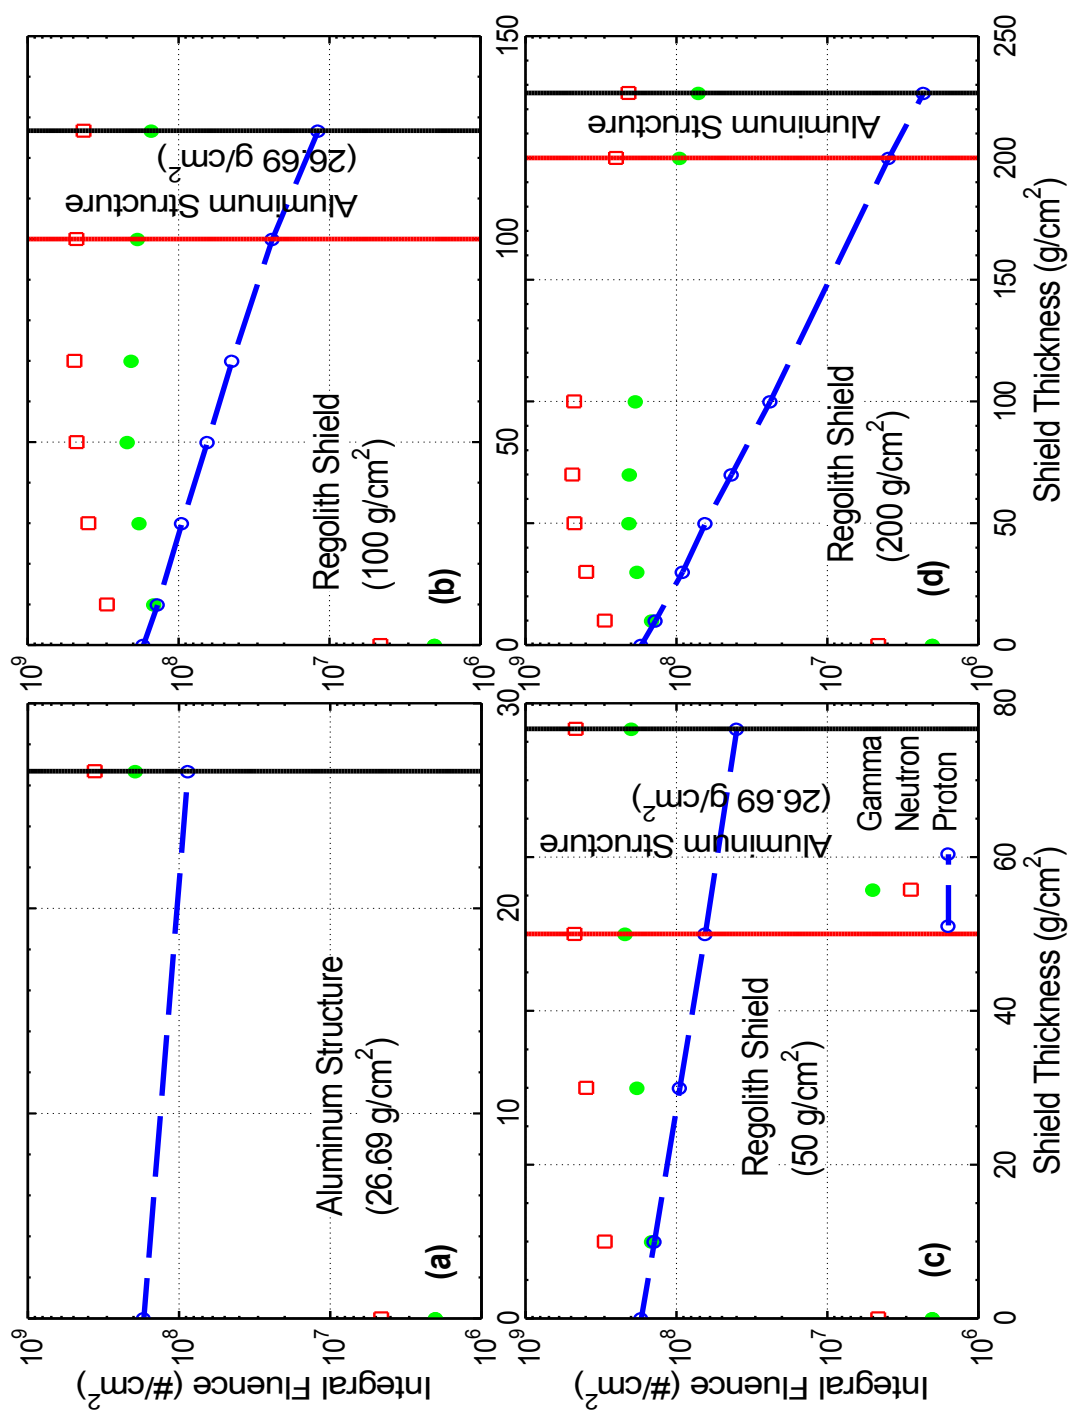 Integral Fluence (#/cm²)
10⁹
10⁸
10⁷
10⁶
0
10
20
30
Aluminum Structure
(26.69 g/cm²)
(a)
10⁹
10⁸
10⁷
10⁶
0
50
100
150
Aluminum Structure
(26.69 g/cm²)
Regolith Shield
(100 g/cm²)
(b)
Integral Fluence (#/cm²)
10⁹
10⁸
10⁷
10⁶
0
20
40
60
80
Shield Thickness (g/cm²)
Aluminum Structure
(26.69 g/cm²)
Regolith Shield
(50 g/cm²)
(c)
Gamma
Neutron
Proton
10⁹
10⁸
10⁷
10⁶
0
50
100
150
200
250
Shield Thickness (g/cm²)
Aluminum Structure
Regolith Shield
(200 g/cm²)
(d)